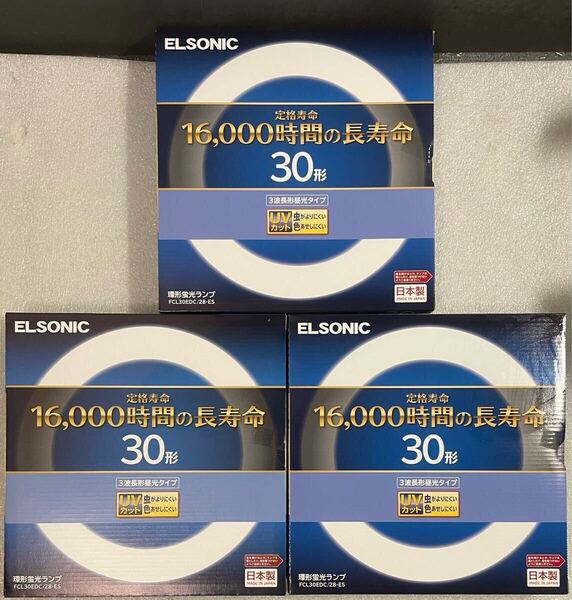 ELSONIC
定格寿命
16,000時間の長寿命
30形
3波長形昼光タイプ
UVカット
虫がよりにくい
色あせしにくい
環形蛍光ランプ
FCL30EDC/28-ES
日本製
MADE IN JAPAN
ELSONIC
定格寿命
16,000時間の長寿命
30形
3波長形昼光タイプ
UVカット
虫がよりにくい
色あせしにくい
環形蛍光ランプ
FCL30EDC/28-ES
日本製
MADE IN JAPAN
ELSONIC
定格寿命
16,000時間の長寿命
30形
3波長形昼光タイプ
UVカット
虫がよりにくい
色あせしにくい
環形蛍光ランプ
FCL30EDC/28-ES
日本製
MADE IN JAPAN